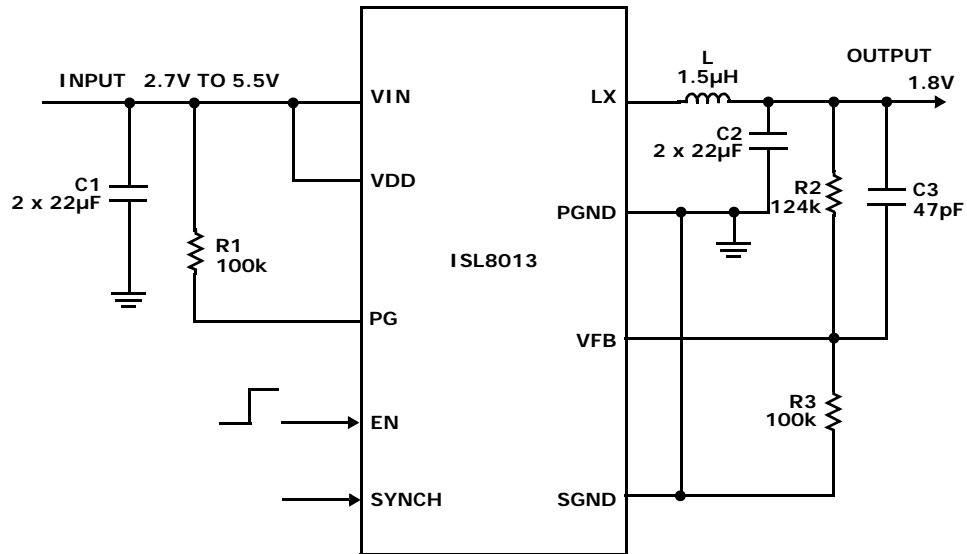 INPUT 2.7V TO 5.5V
VIN
VDD
C1
2 x 22µF
R1
100k
PG
EN
SYNCH
ISL8013
LX
L
1.5µH
OUTPUT
1.8V
C2
2 x 22µF
PGND
R2
124k
C3
47pF
VFB
R3
100k
SGND